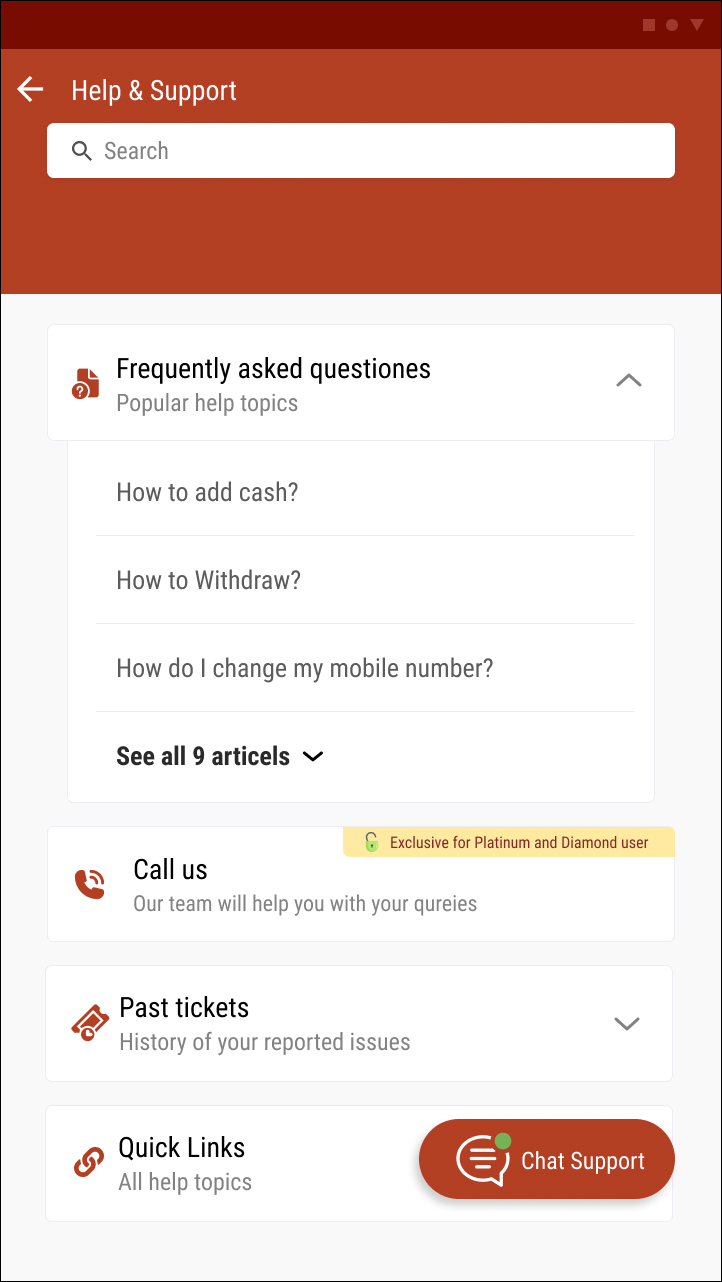 Help & Support
Search
Frequently asked questiones
Popular help topics
How to add cash?
How to Withdraw?
How do I change my mobile number?
See all 9 articels
Exclusive for Platinum and Diamond user
Call us
Our team will help you with your qureies
Past tickets
History of your reported issues
Quick Links
All help topics
Chat Support